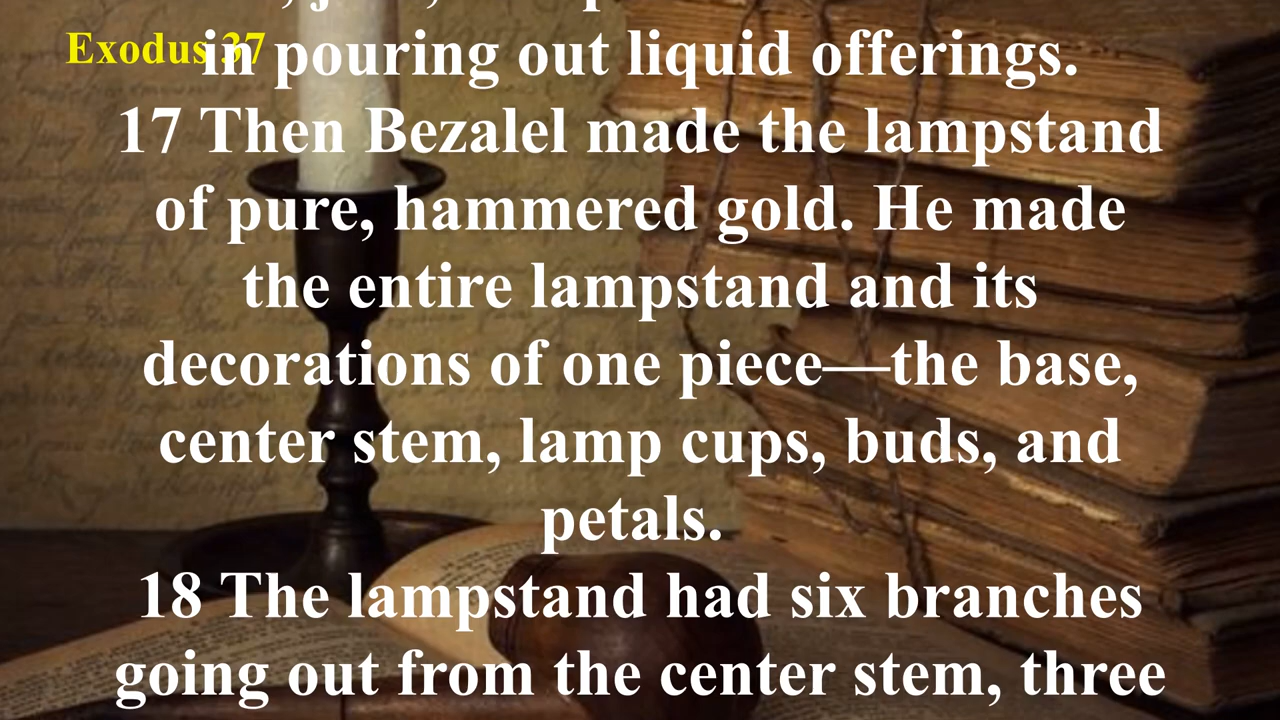 Exodus 37
in pouring out liquid offerings.
17 Then Bezalel made the lampstand
of pure, hammered gold. He made
the entire lampstand and its
decorations of one piece—the base,
center stem, lamp cups, buds, and
petals.
18 The lampstand had six branches
going out from the center stem, three